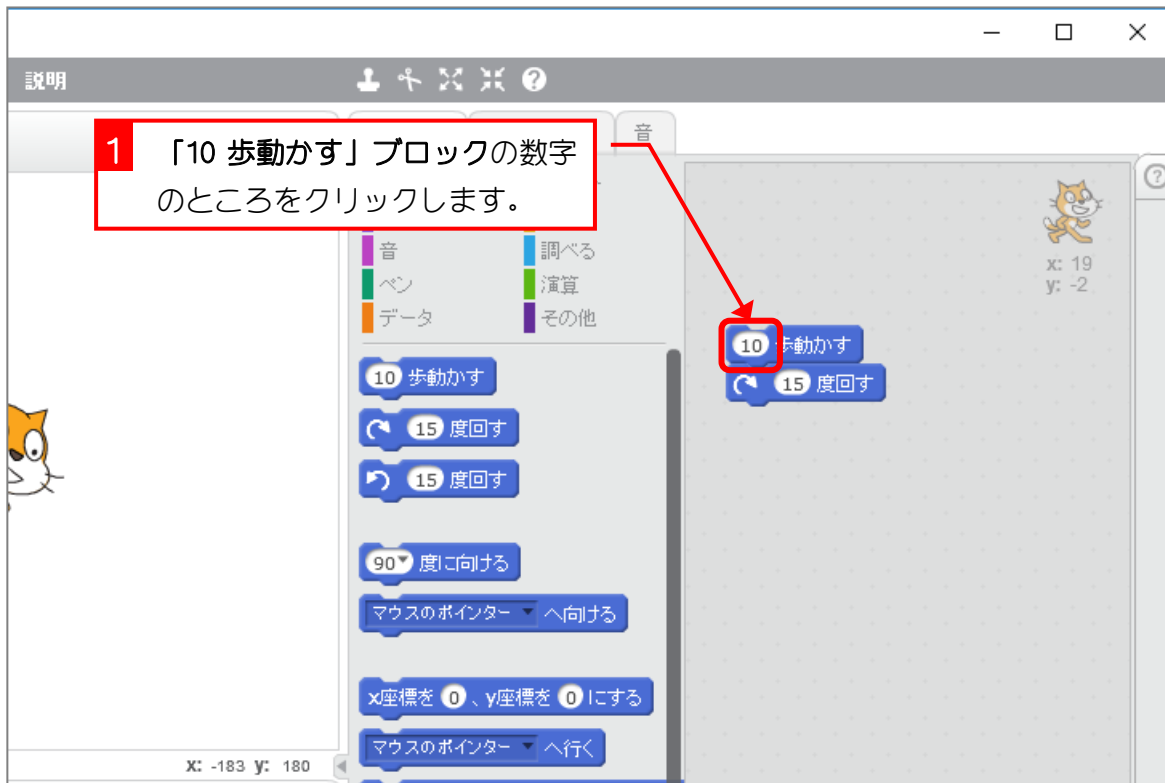 説明
音
1 「10 歩動かす」ブロックの数字
のところをクリックします。
音
調べる
ペン
演算
データ
その他
10 歩動かす
15 度回す
15 度回す
90 度に向ける
マウスのポインター へ向ける
x座標を 0 、y座標を 0 にする
マウスのポインター へ行く
x: 19
y: -2
10 歩動かす
15 度回す
X: -183 y: 180